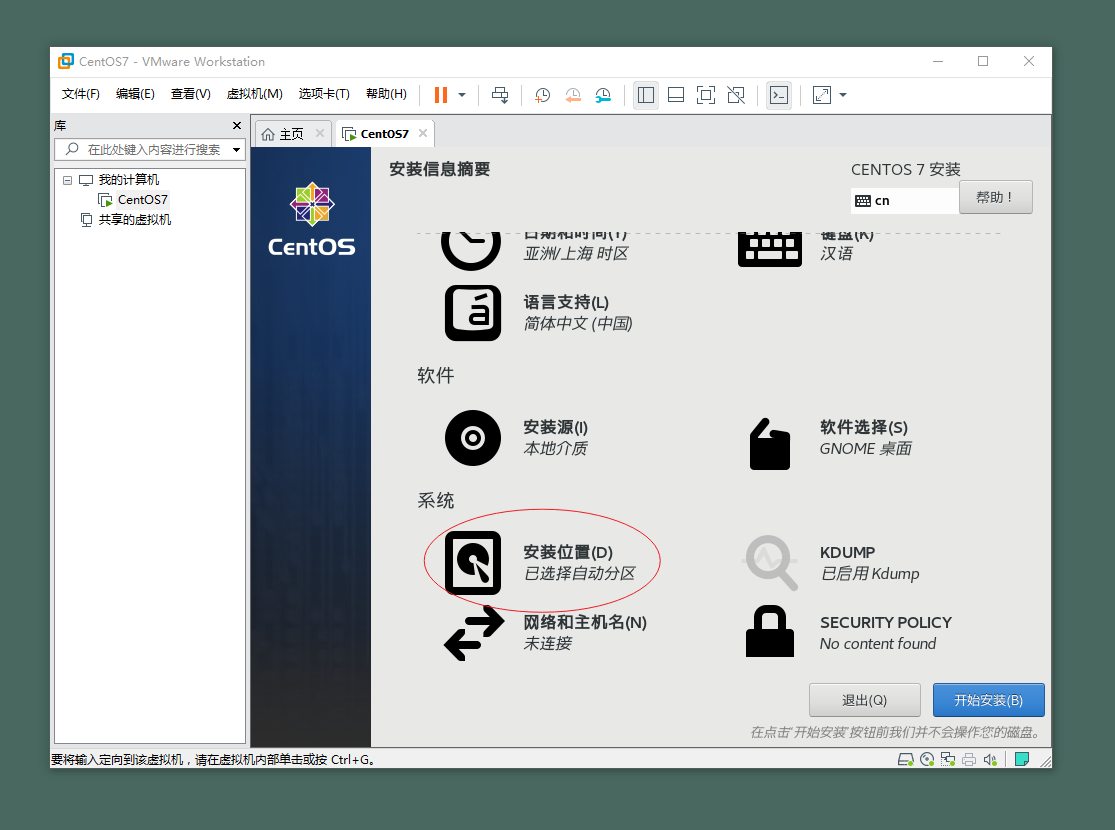 CentOS7 - VMware Workstation
文件(F) 编辑(E) 查看(V) 虚拟机(M) 选项卡(T) 帮助(H)
库
在此处键入内容进行搜索
我的计算机
CentOS7
共享的虚拟机
主页
CentOS7
CentOS
安装信息摘要
CENTOS 7 安装
cn
帮助！
日期和时间(T)
亚洲/上海 时区
键盘(K)
汉语
语言支持(L)
简体中文 (中国)
软件
安装源(I)
本地介质
软件选择(S)
GNOME 桌面
系统
安装位置(D)
已选择自动分区
KDUMP
已启用 Kdump
网络和主机名(N)
未连接
SECURITY POLICY
No content found
退出(Q)
开始安装(B)
在点击'开始安装'按钮前我们并不会操作您的磁盘。
要将输入定向到该虚拟机，请在虚拟机内部单击或按 Ctrl+G。